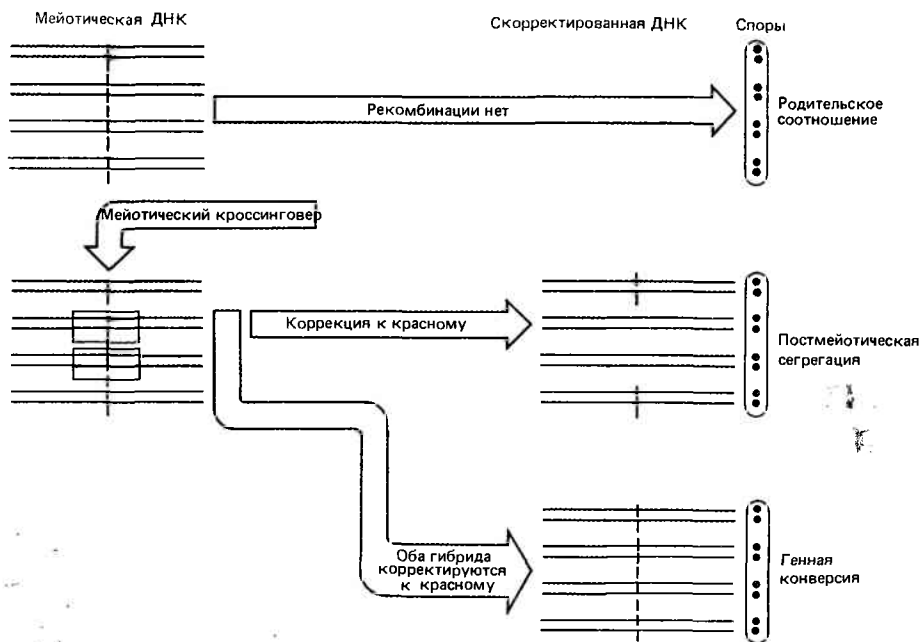 Мейотическая ДНК
Скорректированная ДНК
Споры
Рекомбинации нет
Родительское
соотношение
Мейотический кроссинговер
Коррекция к красному
Постмейотическая
сегрегация
Оба гибрида
корректируются
к красному
Генная
конверсия